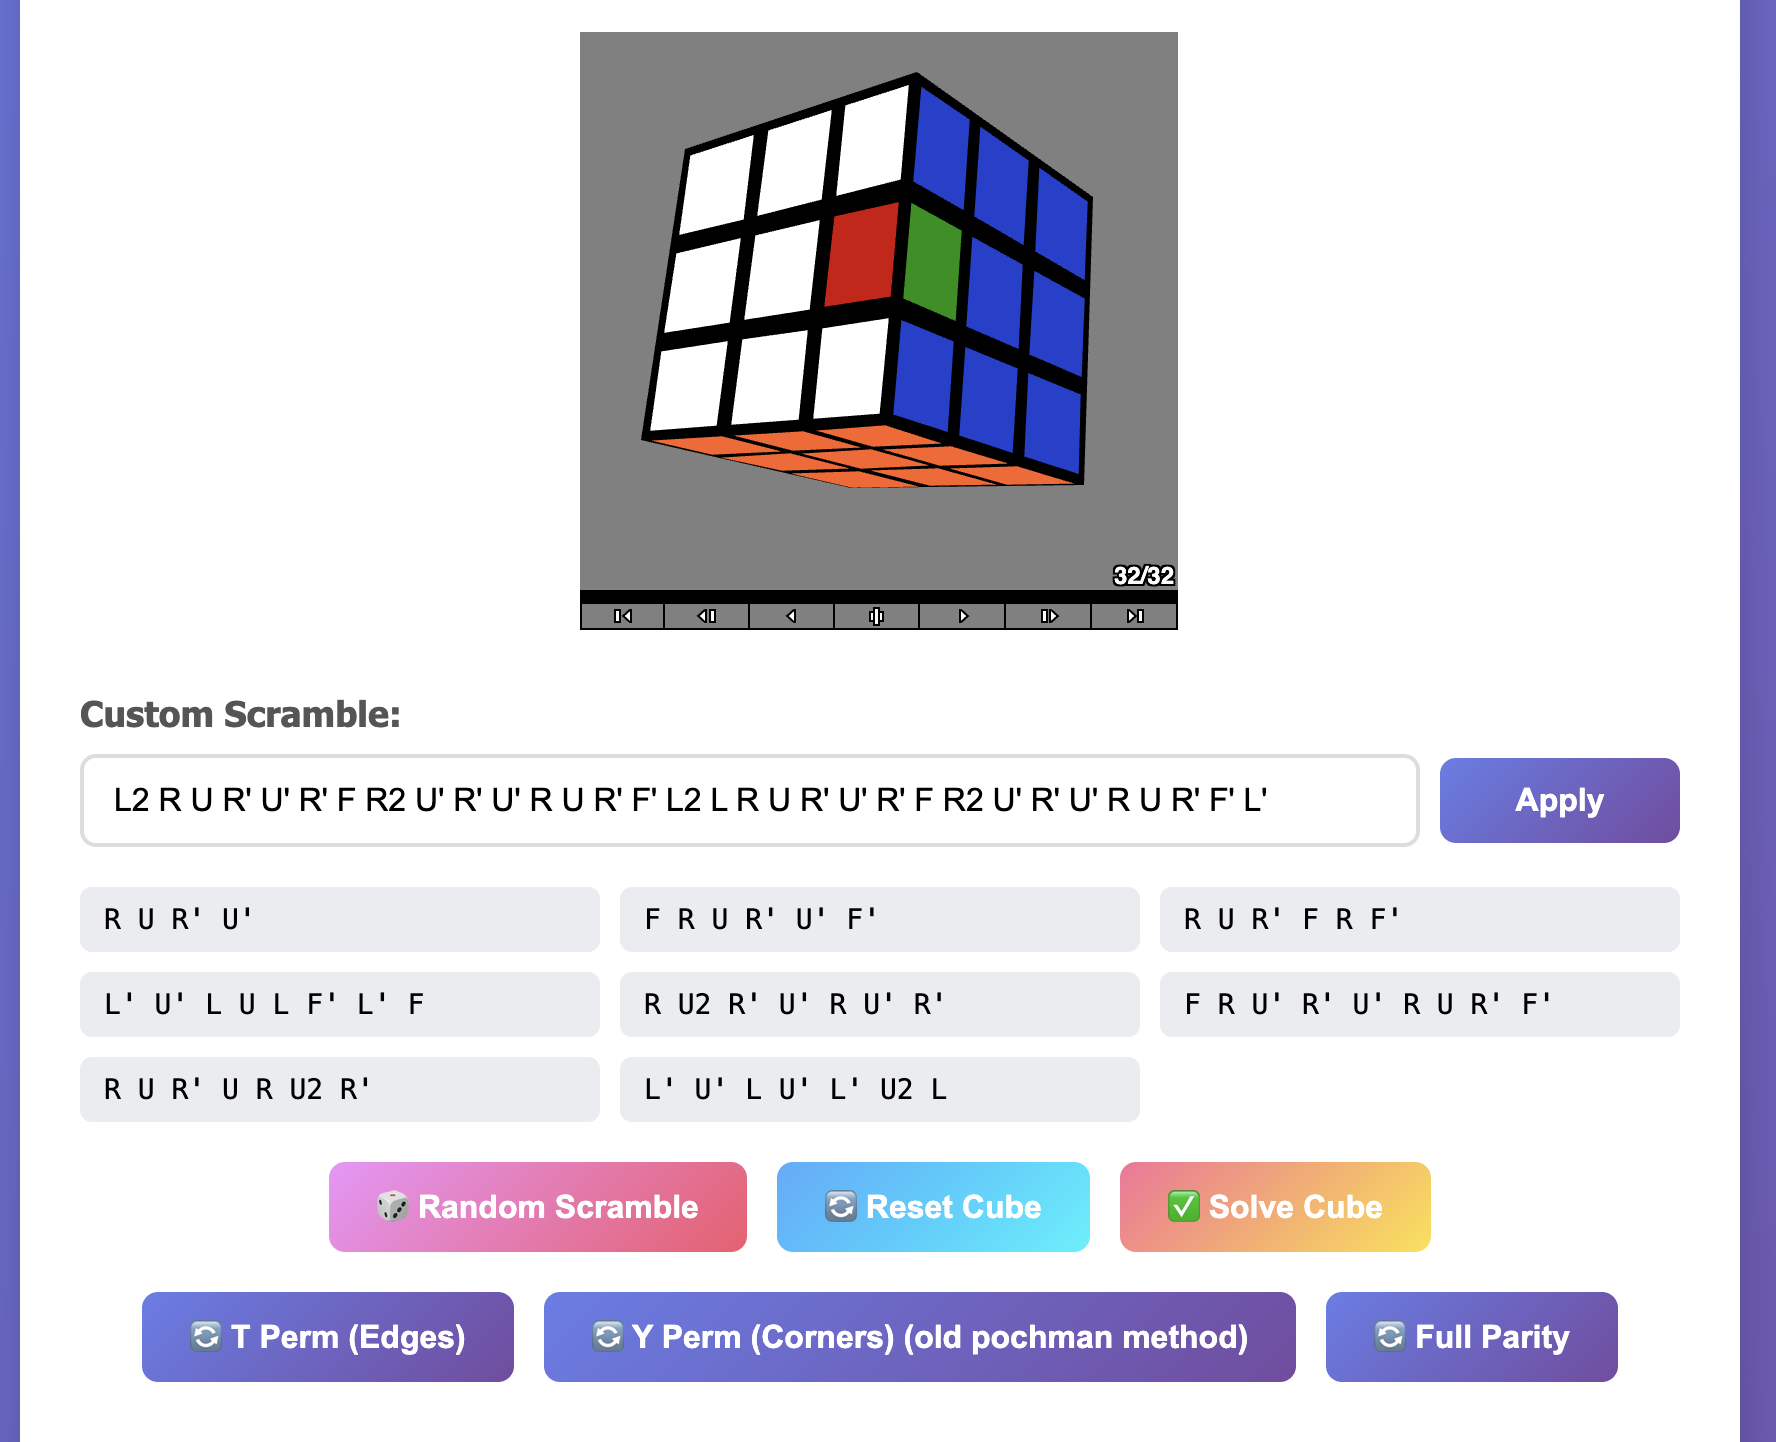 32/32
Custom Scramble:
L2 R U R' U' R' F R2 U' R' U' R U R' F' L2 L R U R' U' R' F R2 U' R' U' R U R' F' L'
Apply
R U R' U'
F R U R' U' F'
R U R' F R F'
L' U' L U L F' L' F
R U2 R' U' R U' R'
F R U' R' U' R U R' F'
R U R' U R U2 R'
L' U' L U' L' U2 L
Random Scramble
Reset Cube
Solve Cube
T Perm (Edges)
Y Perm (Corners) (old pochman method)
Full Parity